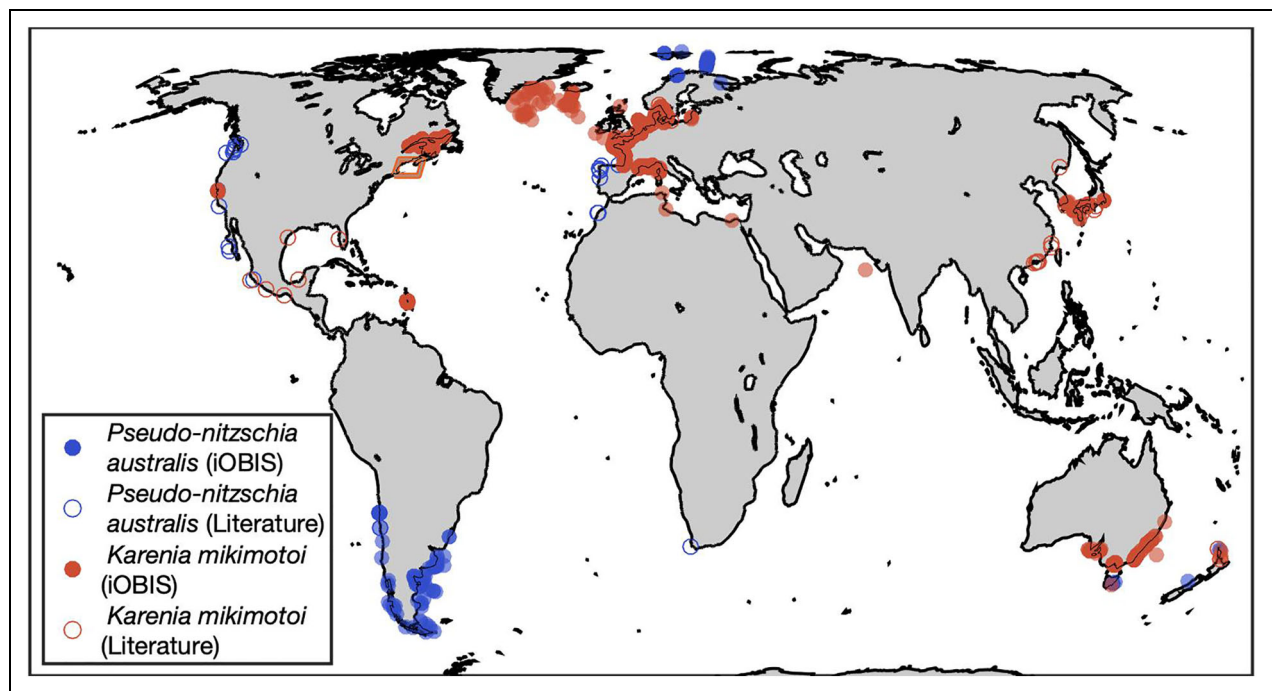 Pseudo-nitzschia
australis (iOBIS)
Pseudo-nitzschia
australis (Literature)
Karenia mikimotoi
(iOBIS)
Karenia mikimotoi
(Literature)